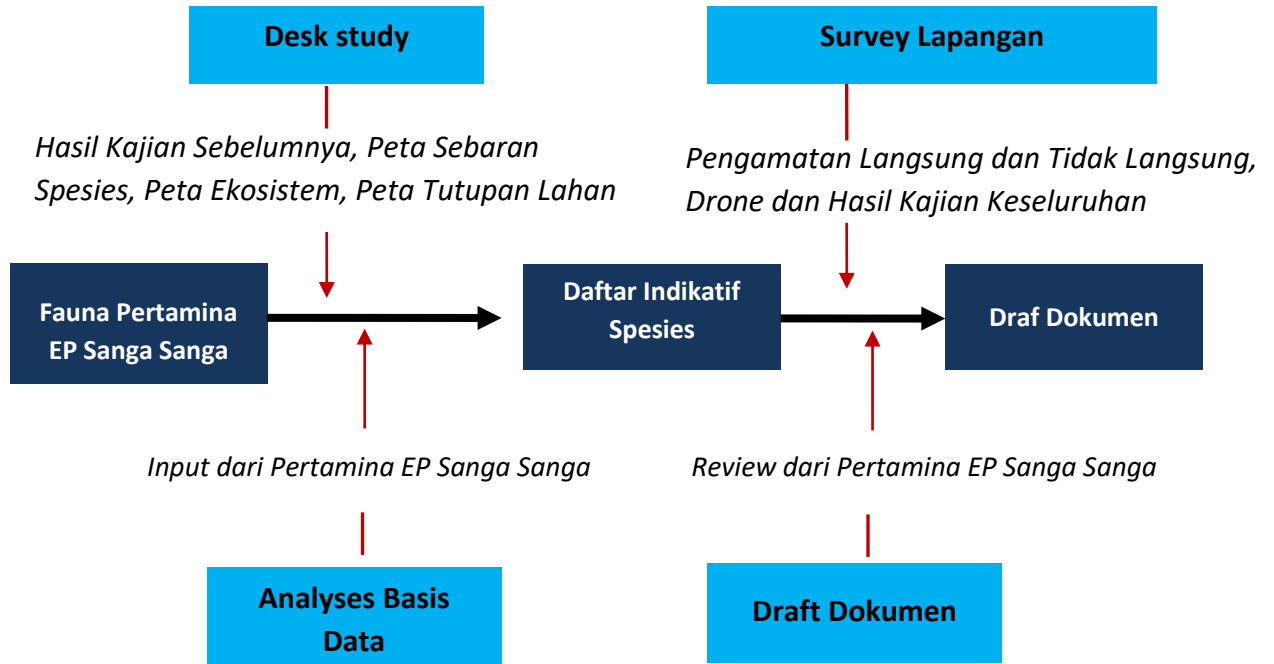 Desk study
Survey Lapangan
Hasil Kajian Sebelumnya, Peta Sebaran
Spesies, Peta Ekosistem, Peta Tutupan Lahan
Pengamatan Langsung dan Tidak Langsung,
Drone dan Hasil Kajian Keseluruhan
Fauna Pertamina
EP Sanga Sanga
Daftar Indikatif
Spesies
Draf Dokumen
Input dari Pertamina EP Sanga Sanga
Review dari Pertamina EP Sanga Sanga
Analyses Basis
Data
Draft Dokumen